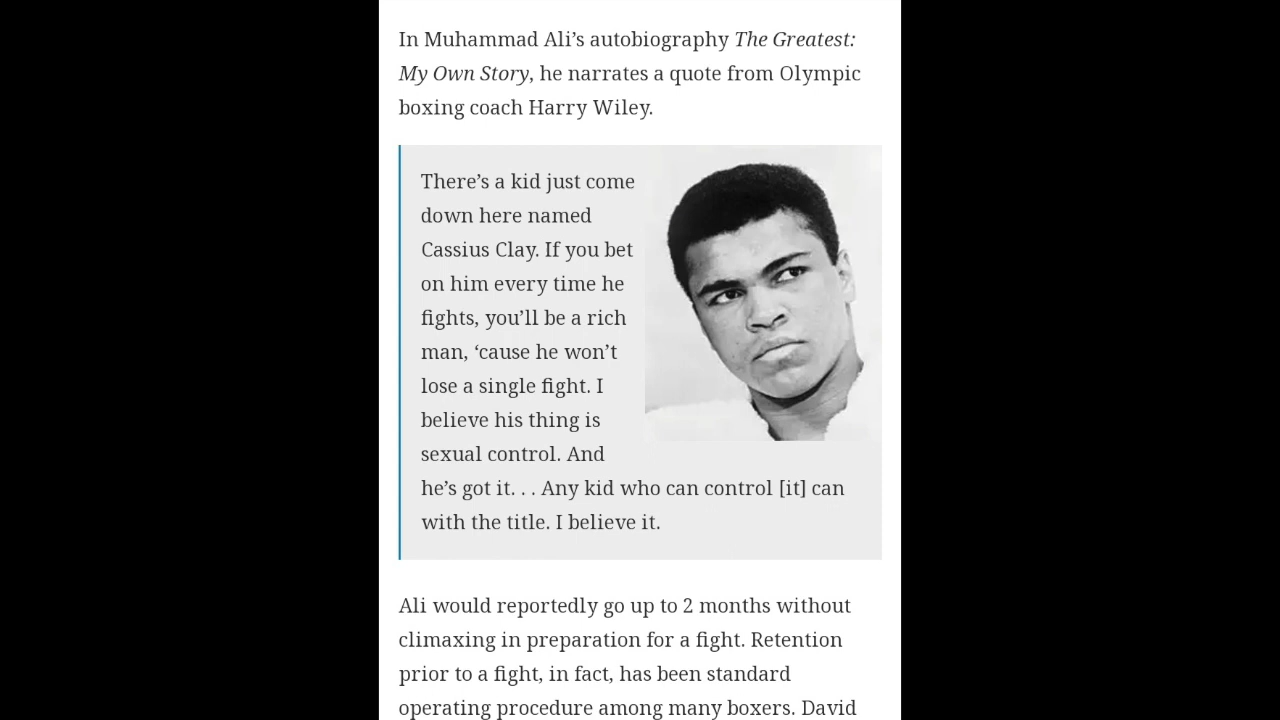 In Muhammad Ali’s autobiography The Greatest:
My Own Story, he narrates a quote from Olympic
boxing coach Harry Wiley.
There’s a kid just come
down here named
Cassius Clay. If you bet
on him every time he
fights, you’ll be a rich
man, ‘cause he won’t
lose a single fight. I
believe his thing is
sexual control. And
he’s got it. . . Any kid who can control [it] can
with the title. I believe it.
Ali would reportedly go up to 2 months without
climaxing in preparation for a fight. Retention
prior to a fight, in fact, has been standard
operating procedure among many boxers. David